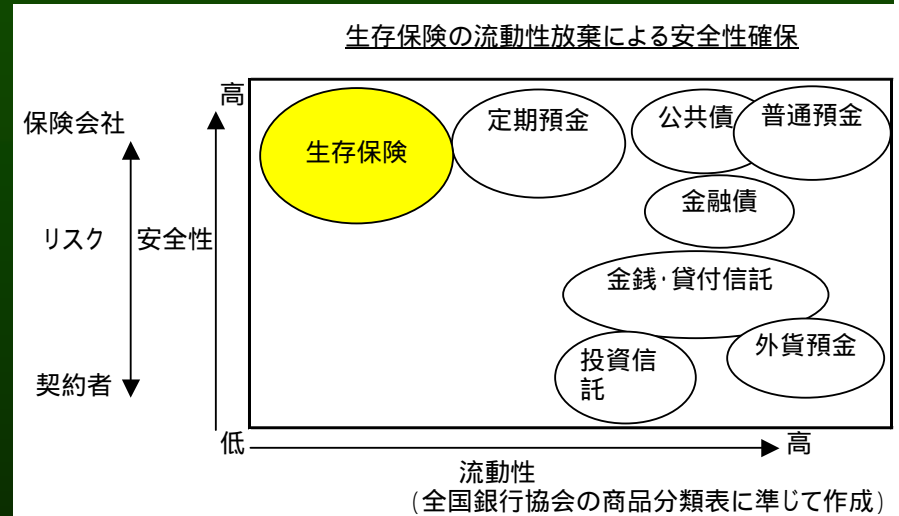 生存保険の流動性放棄による安全性確保
高
保険会社
生存保険
定期預金
公共債
普通預金
金融債
リスク
安全性
金銭・貸付信託
外貨預金
投資信
託
契約者
低
高
流動性
(全国銀行協会の商品分類表に準じて作成)